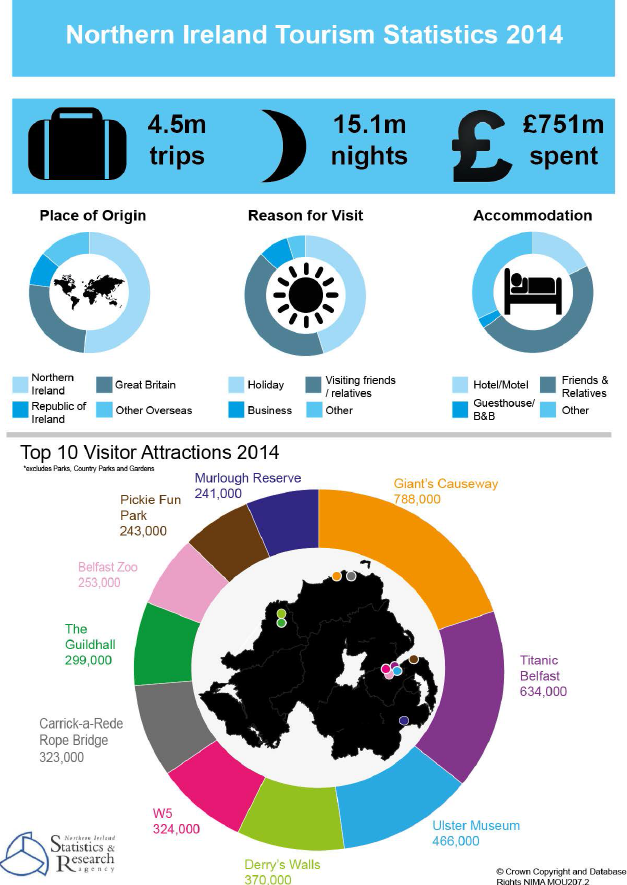 Northern Ireland Tourism Statistics 2014
4.5m
trips
15.1m
nights
£
£751m
spent
Place of Origin
Reason for Visit
Accommodation
Northern
Ireland
Great Britain
Republic of
Ireland
Other Overseas
Holiday
Visiting friends
/ relatives
Business
Other
Hotel/Motel
Friends &
Relatives
Guesthouse/
B&B
Other
Top 10 Visitor Attractions 2014
*excludes Parks, Country Parks and Gardens
Murlough Reserve
241,000
Giant's Causeway
788,000
Pickie Fun
Park
243,000
Belfast Zoo
253,000
The
Guildhall
299,000
Titanic
Belfast
634,000
Carrick-a-Rede
Rope Bridge
323,000
W5
324,000
Ulster Museum
466,000
Derry's Walls
370,000
Northern Ireland
Statistics &
Research
agency
© Crown Copyright and Database
Rights NIMA MOU207.2